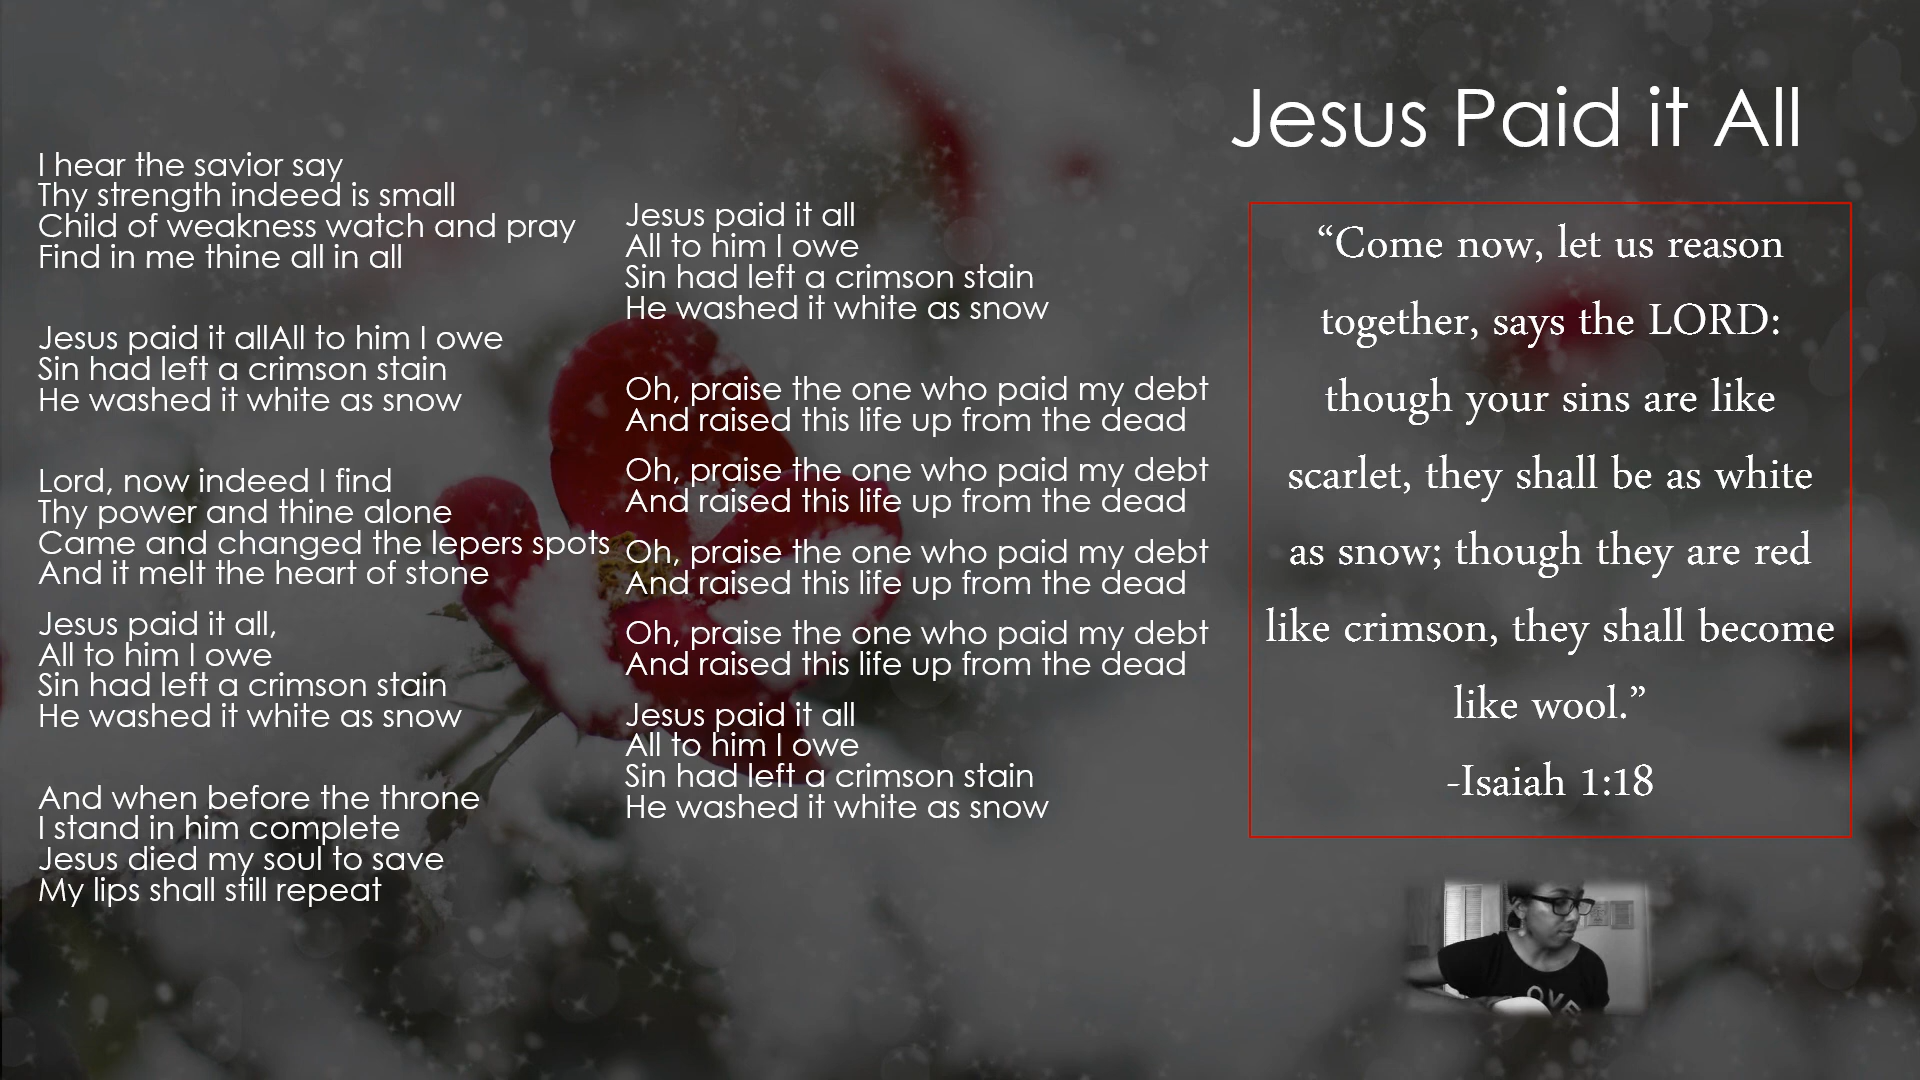 Jesus Paid it All
I hear the savior say
Thy strength indeed is small
Child of weakness watch and pray
Find in me thine all in all
Jesus paid it allAll to him I owe
Sin had left a crimson stain
He washed it white as snow
Lord, now indeed I find
Thy power and thine alone
Came and changed the lepers spots
And it melt the heart of stone
Jesus paid it all,
All to him I owe
Sin had left a crimson stain
He washed it white as snow
And when before the throne
I stand in him complete
Jesus died my soul to save
My lips shall still repeat
Jesus paid it all
All to him I owe
Sin had left a crimson stain
He washed it white as snow
Oh, praise the one who paid my debt
And raised this life up from the dead
Oh, praise the one who paid my debt
And raised this life up from the dead
Oh, praise the one who paid my debt
And raised this life up from the dead
Oh, praise the one who paid my debt
And raised this life up from the dead
Jesus paid it all
All to him I owe
Sin had left a crimson stain
He washed it white as snow
“Come now, let us reason
together, says the LORD:
though your sins are like
scarlet, they shall be as white
as snow; though they are red
like crimson, they shall become
like wool.”
-Isaiah 1:18